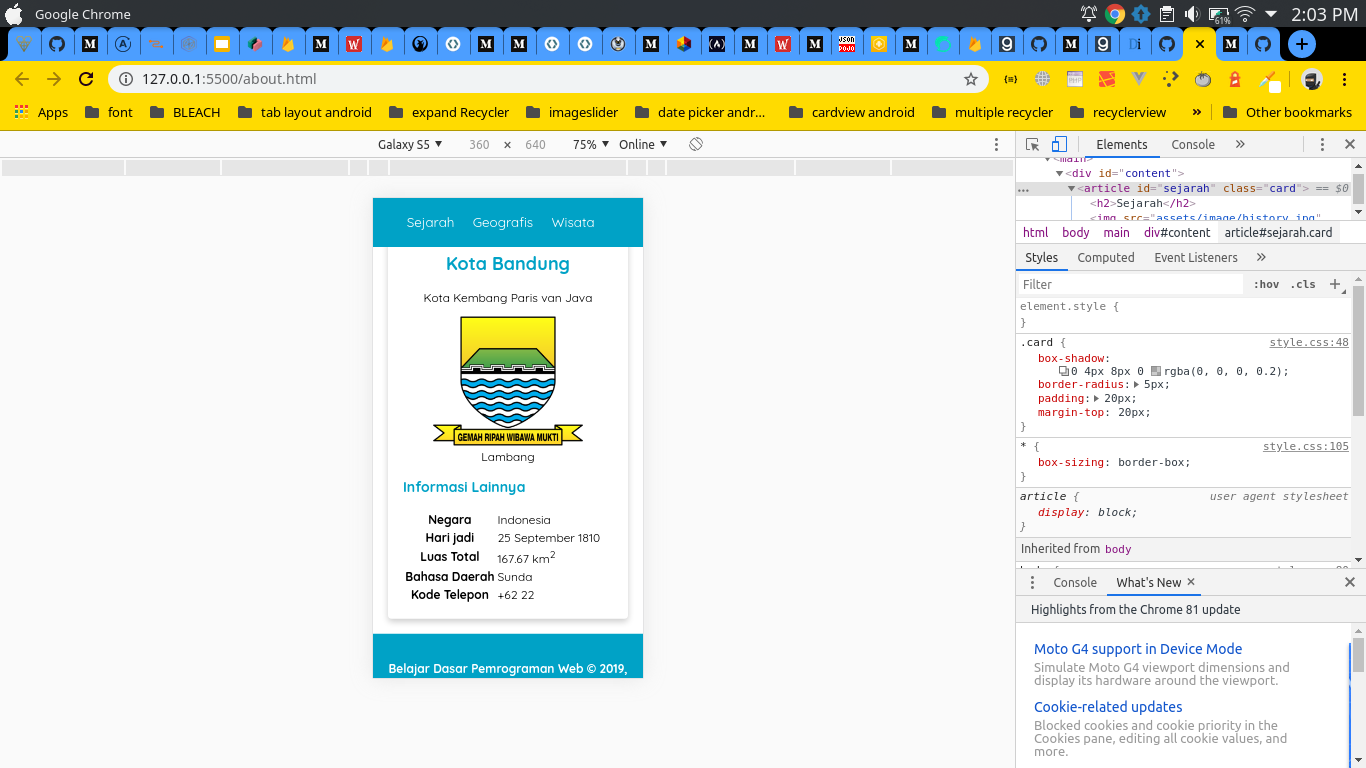 Google Chrome
61%
2:03 PM
127.0.0.1:5500/about.html
Apps
font
BLEACH
tab layout android
expand Recycler
imageslider
date picker andr…
cardview android
multiple recycler
recyclerview
»
Other bookmarks
Galaxy S5 ▼
360 × 640
75% ▼
Online ▼
Elements
Console
»
<div id="content">
… ▼<article id="sejarah" class="card"> == $0
<h2>Sejarah</h2>
<img src="assets/image/history.jpg"
html body main div#content article#sejarah.card
Styles Computed Event Listeners »
Filter
:hov .cls +
element.style {
}
.card {
style.css:48
box-shadow:
0 4px 8px 0 rgba(0, 0, 0, 0.2);
border-radius: 5px;
padding: 20px;
margin-top: 20px;
}
* {
style.css:105
box-sizing: border-box;
}
article {
user agent stylesheet
display: block;
}
Inherited from body
Console
What's New ×
Highlights from the Chrome 81 update
Moto G4 support in Device Mode
Simulate Moto G4 viewport dimensions and
display its hardware around the viewport.
Cookie-related updates
Blocked cookies and cookie priority in the
Cookies pane, editing all cookie values, and
more.
Sejarah Geografis Wisata
Kota Bandung
Kota Kembang Paris van Java
GEMAH RIPAH WIBAWA MUKTI
Lambang
Informasi Lainnya
Negara Indonesia
Hari jadi 25 September 1810
Luas Total 167.67 km2
Bahasa Daerah Sunda
Kode Telepon +62 22
Belajar Dasar Pemrograman Web © 2019,